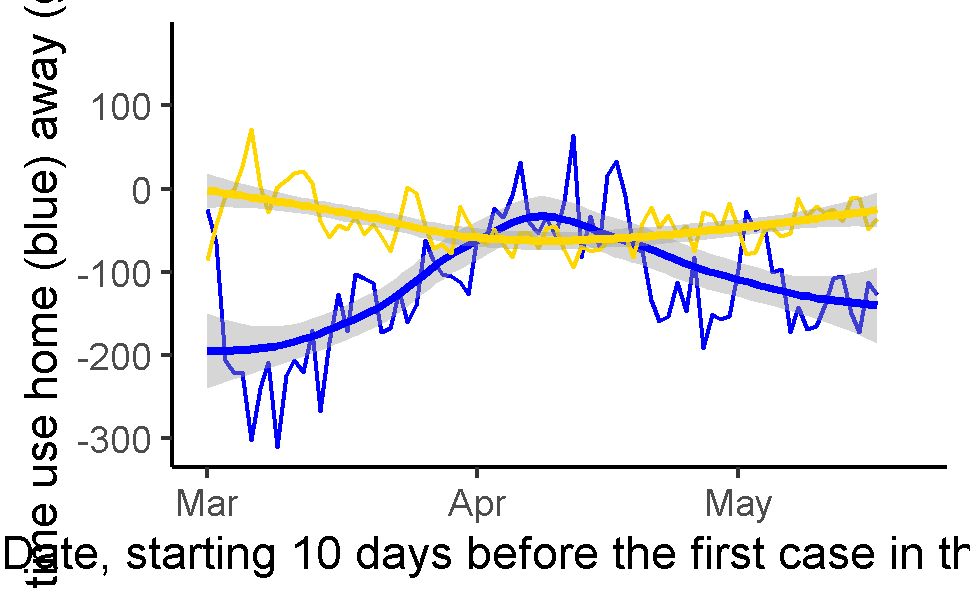 time use home (blue) away (
100
0
-100
-200
-300
Mar Apr May
Date, starting 10 days before the first case in th